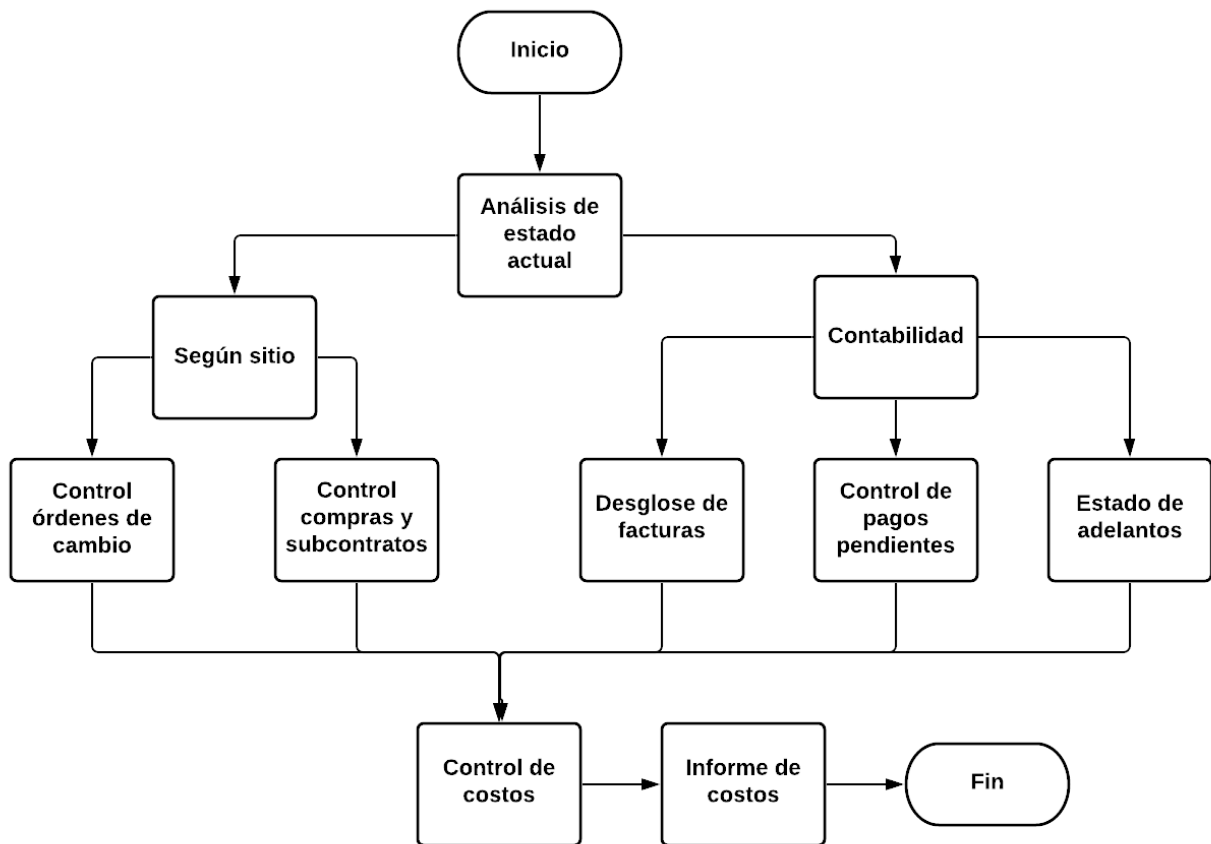 Inicio
Análisis de
estado
actual
Según sitio
Contabilidad
Control
órdenes de
cambio
Control
compras y
subcontratos
Desglose de
facturas
Control de
pagos
pendientes
Estado de
adelantos
Control de
costos
Informe de
costos
Fin